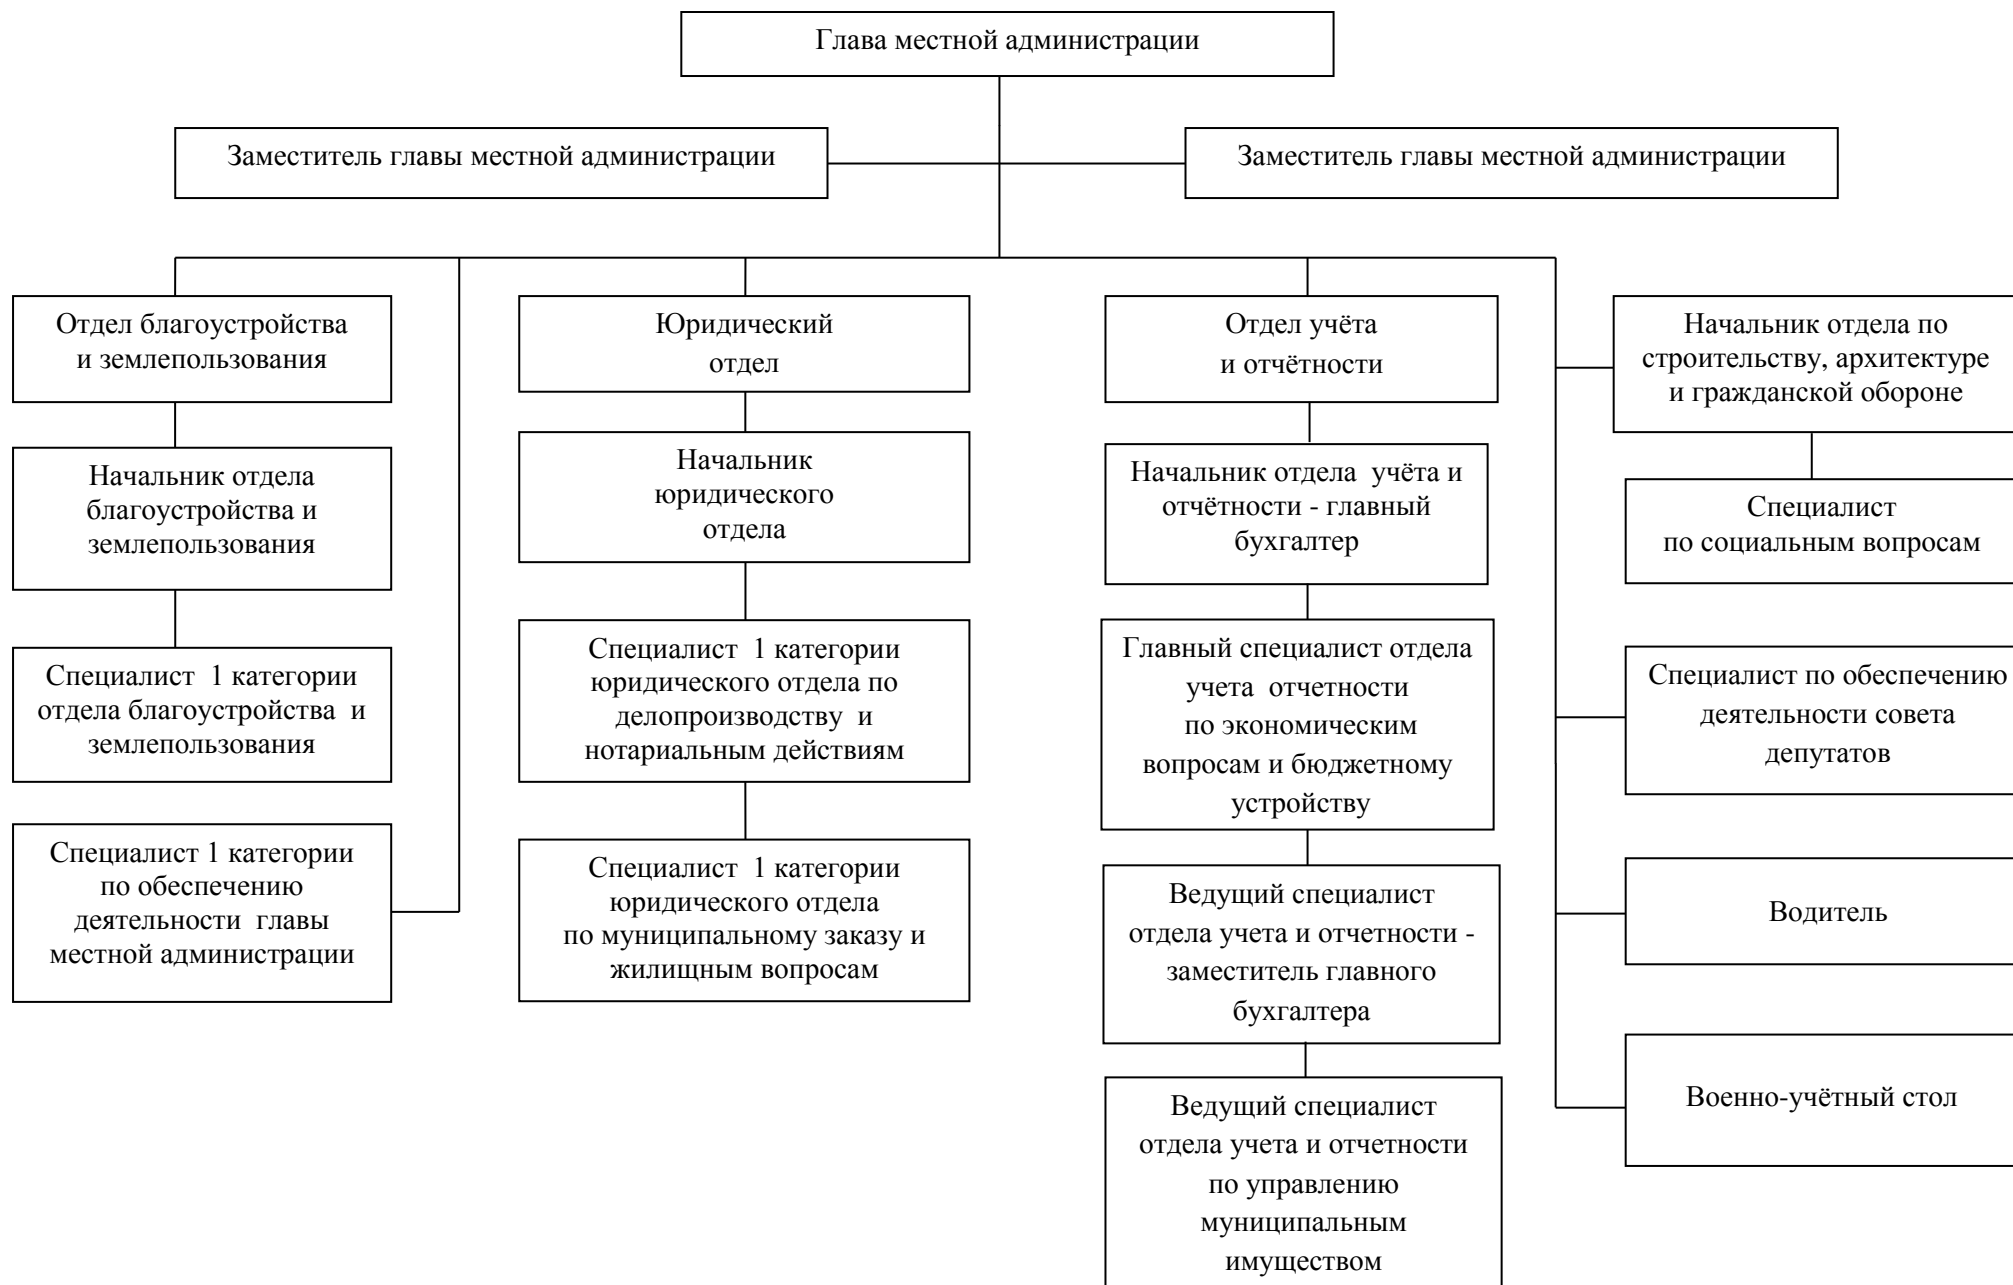 Глава местной администрации
Заместитель главы местной администрации
Заместитель главы местной администрации
Отдел благоустройства
и землепользования
Начальник отдела
благоустройства и
землепользования
Специалист 1 категории
отдела благоустройства и
землепользования
Специалист 1 категории
по обеспечению
деятельности главы
местной администрации
Юридический
отдел
Начальник
юридического
отдела
Специалист 1 категории
юридического отдела по
делопроизводству и
нотариальным действиям
Специалист 1 категории
юридического отдела
по муниципальному заказу и
жилищным вопросам
Отдел учёта
и отчётности
Начальник отдела учёта и
отчётности - главный
бухгалтер
Главный специалист отдела
учета отчетности
по экономическим
вопросам и бюджетному
устройству
Ведущий специалист
отдела учета и отчетности -
заместитель главного
бухгалтера
Ведущий специалист
отдела учета и отчетности
по управлению
муниципальным
имуществом
Начальник отдела по
строительству, архитектуре
и гражданской обороне
Специалист
по социальным вопросам
Специалист по обеспечению
деятельности совета
депутатов
Водитель
Военно-учётный стол